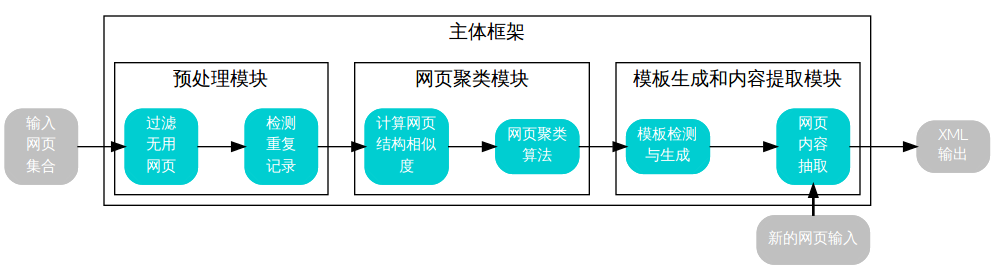 主体框架
预处理模块
网页聚类模块
模板生成和内容提取模块
输入
网页
集合
过滤
无用
网页
检测
重复
记录
计算网页
结构相似
度
网页聚类
算法
模板检测
与生成
网页
内容
抽取
XML
输出
新的网页输入